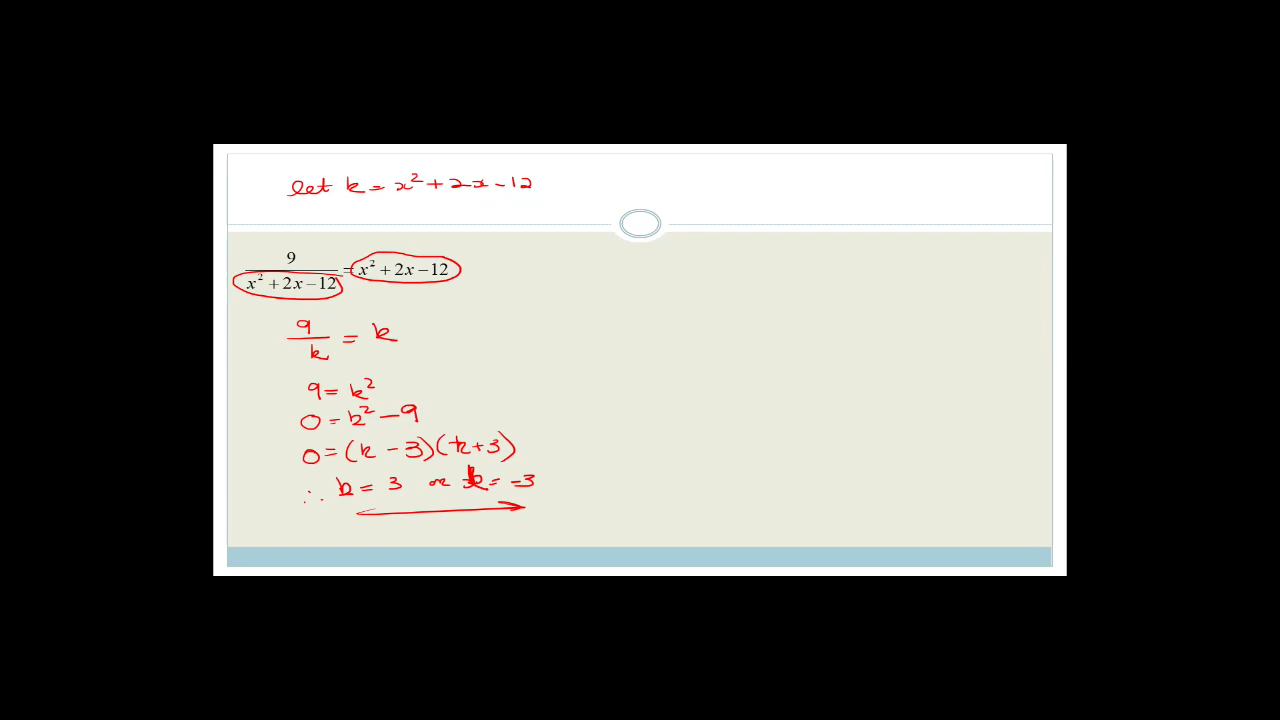 let k = x² + 2x - 12
9/(x² + 2x - 12) = x² + 2x - 12
9/k = k
9 = k²
0 = k² - 9
0 = (k - 3)(k + 3)
∴ k = 3 or k = -3